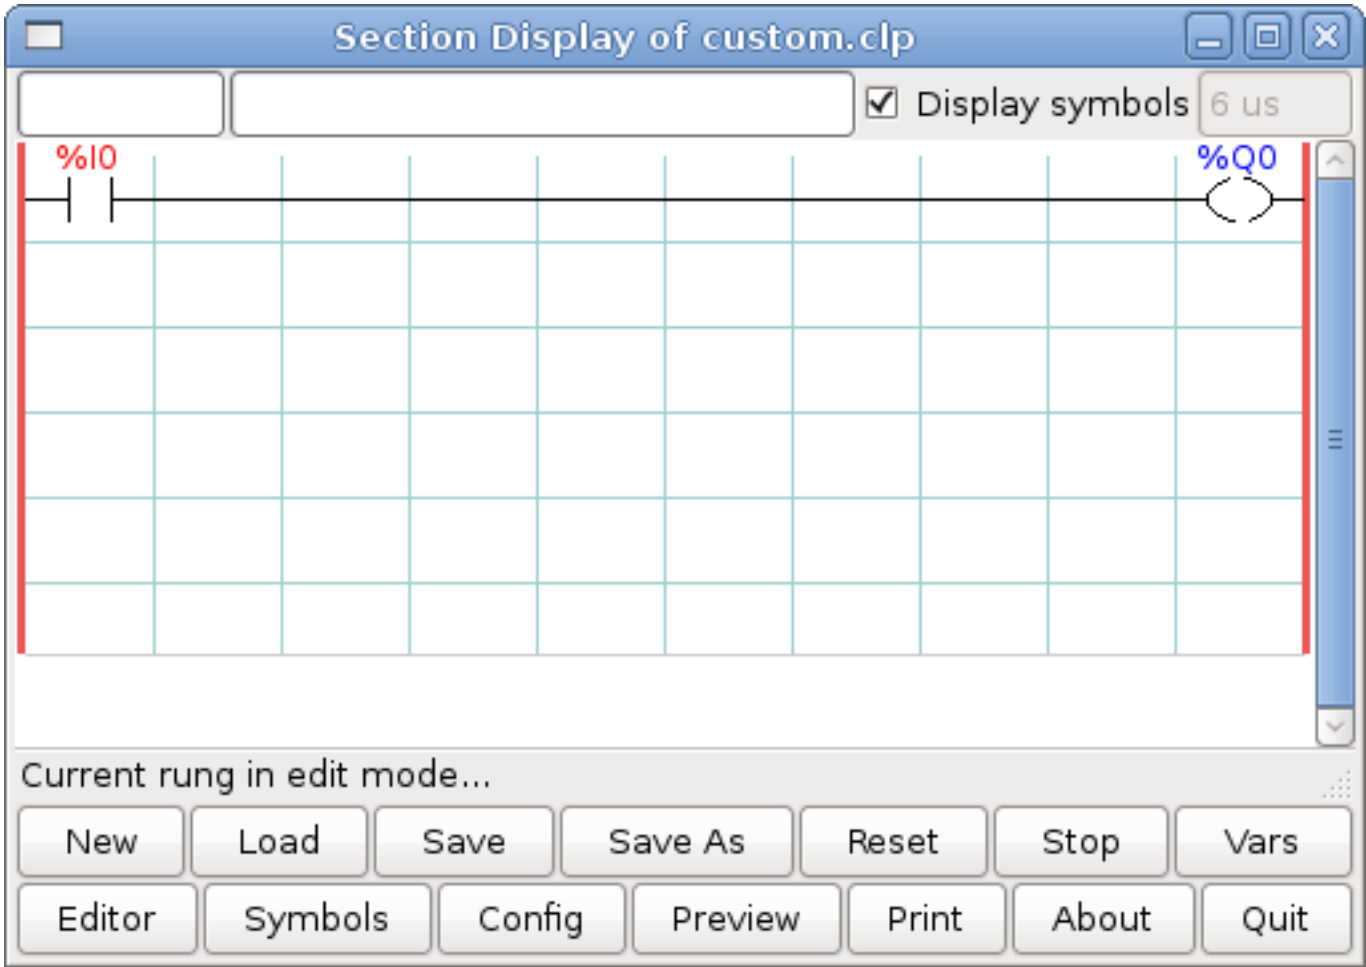 Section Display of custom.clp
Display symbols 6 us
%I0 %Q0
Current rung in edit mode...
New Load Save Save As Reset Stop Vars
Editor Symbols Config Preview Print About Quit